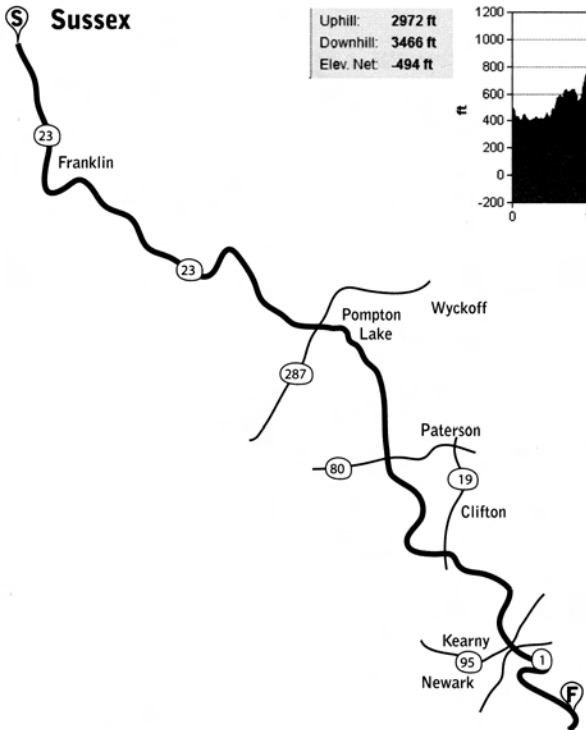 S Sussex
Uphill: 2972 ft
Downhill: 3466 ft
Elev. Net: -494 ft
1200
1000
800
600
400
200
0
-200
ft
0
23
Franklin
23
Pompton
Lake
Wyckoff
287
Paterson
80
19
Clifton
Kearny
95
1
Newark
F